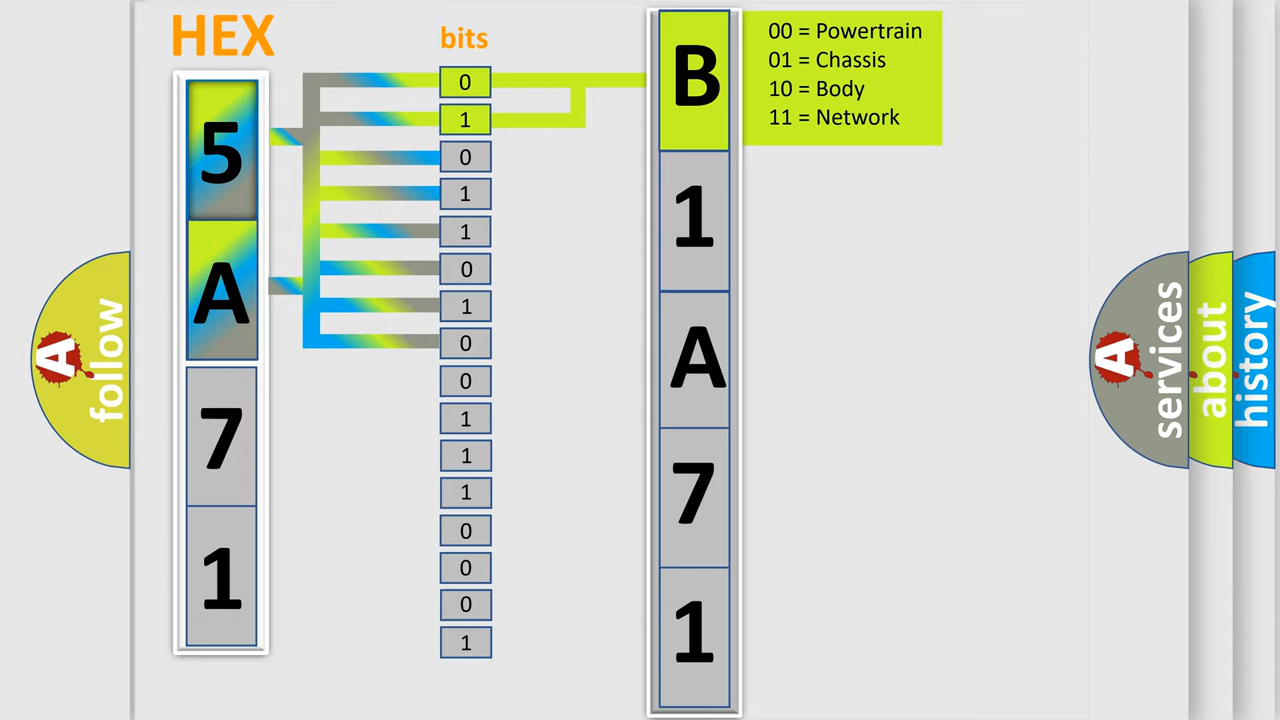 HEX
5
A
7
1
bits
0
1
0
1
1
0
1
0
0
1
1
1
0
0
0
1
B
1
A
7
1
00 = Powertrain
01 = Chassis
10 = Body
11 = Network
A follow
A services
about
history